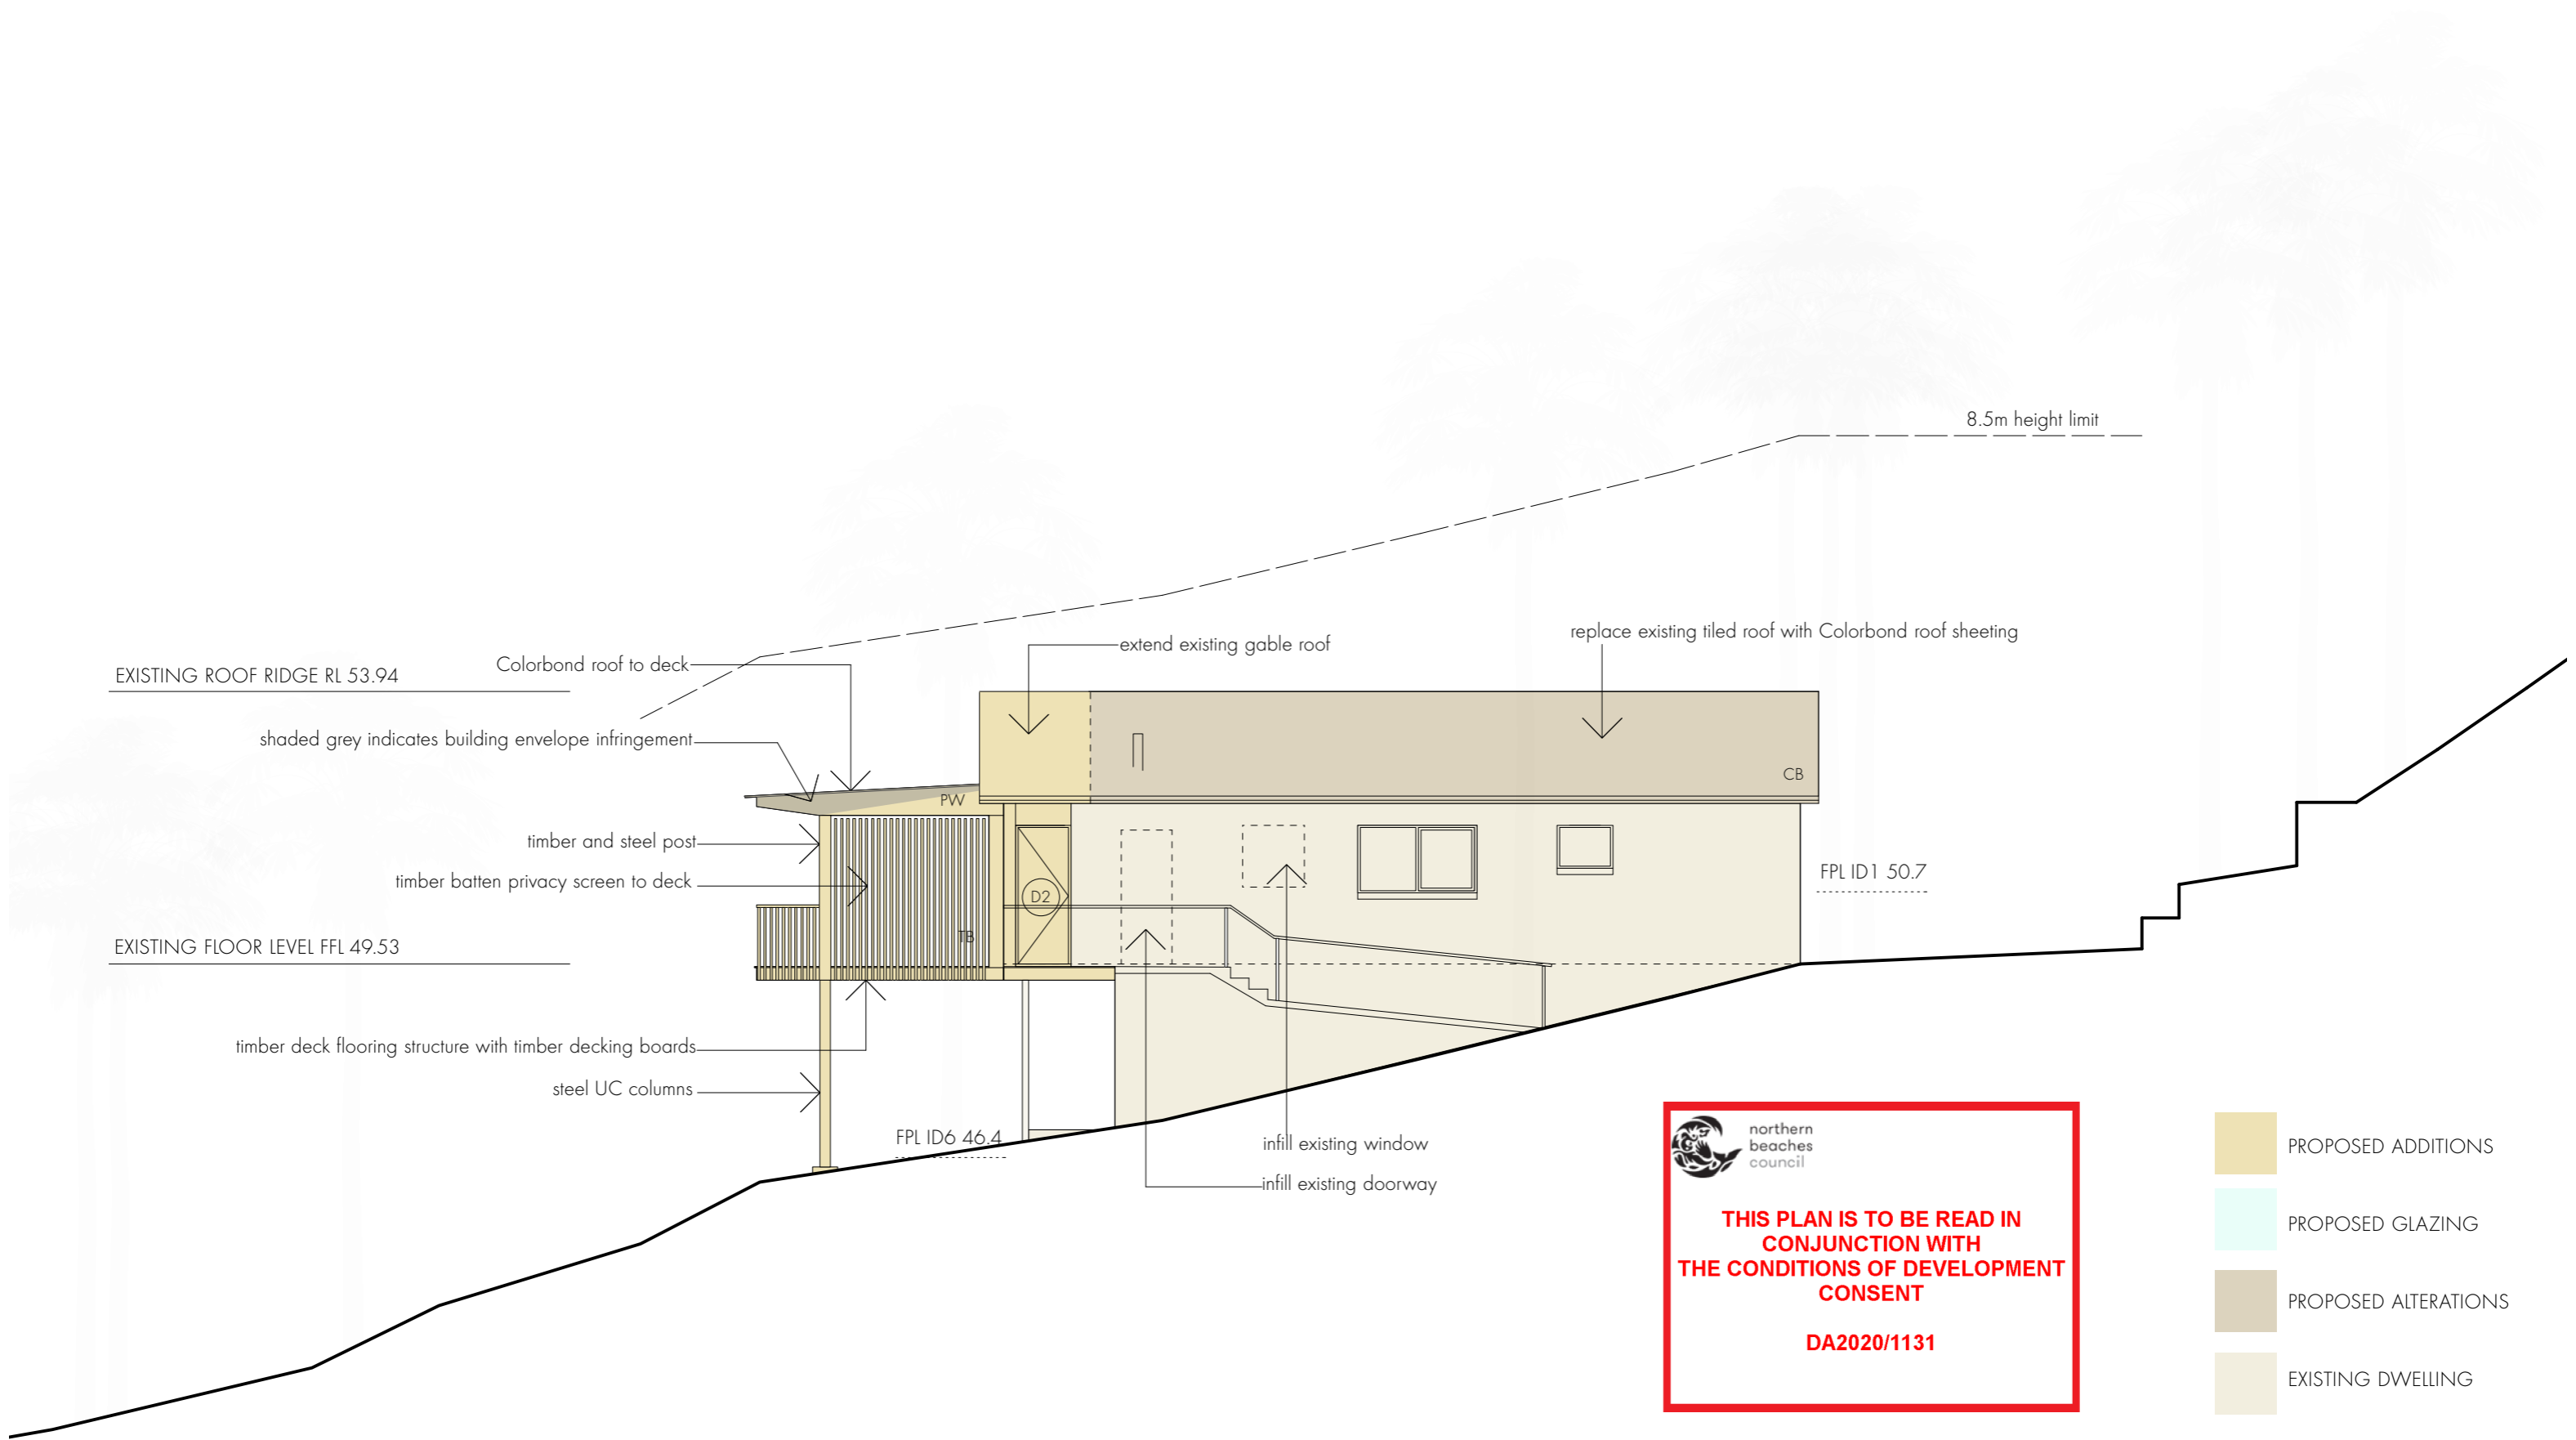 8.5m height limit
replace existing tiled roof with Colorbond roof sheeting
extend existing gable roof
Colorbond roof to deck
EXISTING ROOF RIDGE RL 53.94
shaded grey indicates building envelope infringement
CB
PW
timber and steel post
timber batten privacy screen to deck
FPL ID1 50.7
D2
TB
EXISTING FLOOR LEVEL FFL 49.53
timber deck flooring structure with timber decking boards
steel UC columns
FPL ID6 46.4
infill existing window
infill existing doorway
northern
beaches
council
THIS PLAN IS TO BE READ IN
CONJUNCTION WITH
THE CONDITIONS OF DEVELOPMENT
CONSENT
DA2020/1131
PROPOSED ADDITIONS
PROPOSED GLAZING
PROPOSED ALTERATIONS
EXISTING DWELLING